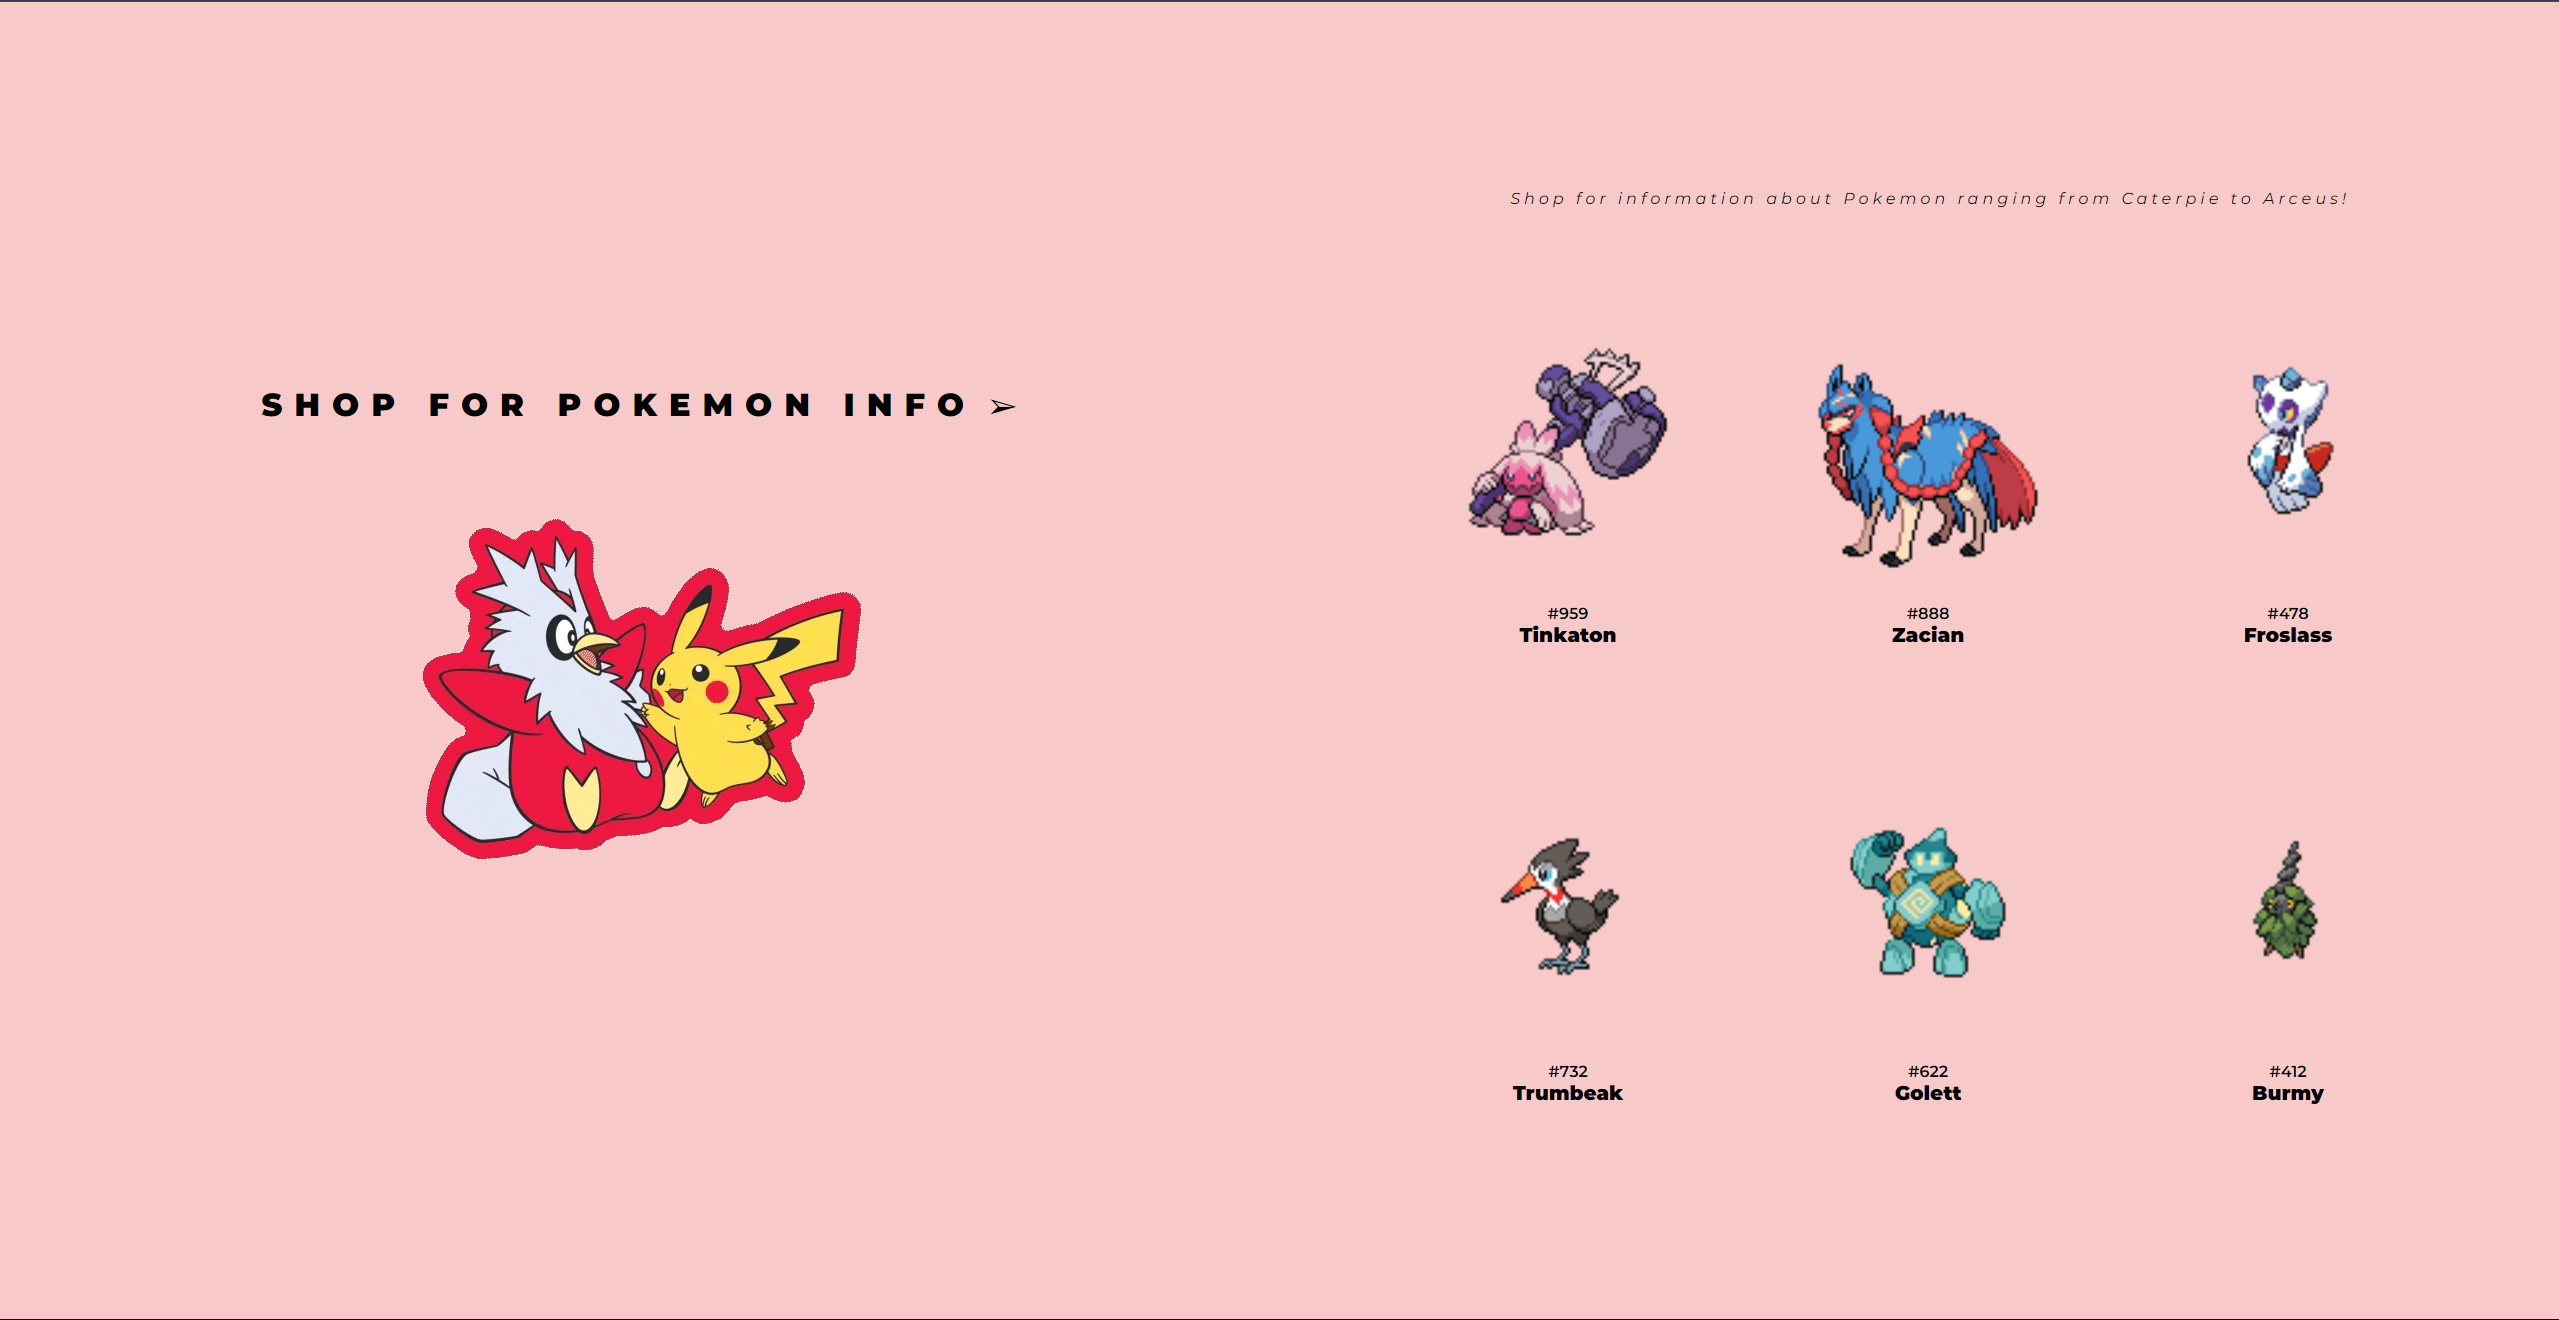 SHOP FOR POKEMON INFO ➢
Shop for information about Pokemon ranging from Caterpie to Arceus!
#959
Tinkaton
#888
Zacian
#478
Froslass
#732
Trumbeak
#622
Golett
#412
Burmy